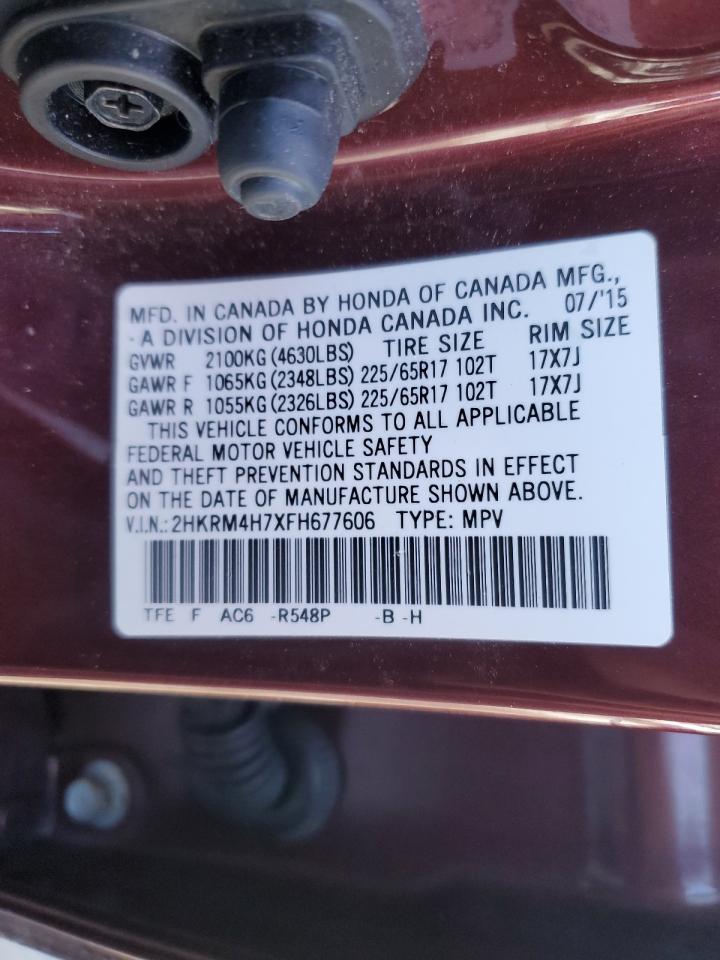 MFD. IN CANADA BY HONDA OF CANADA MFG.,
- A DIVISION OF HONDA CANADA INC. 07/'15
GVWR 2100KG (4630LBS) TIRE SIZE RIM SIZE
GAWR F 1065KG (2348LBS) 225/65R17 102T 17X7J
GAWR R 1055KG (2326LBS) 225/65R17 102T 17X7J
THIS VEHICLE CONFORMS TO ALL APPLICABLE
FEDERAL MOTOR VEHICLE SAFETY
AND THEFT PREVENTION STANDARDS IN EFFECT
ON THE DATE OF MANUFACTURE SHOWN ABOVE.
V.I.N.: 2HKRM4H7XFH677606 TYPE: MPV
TFE F AC6 -R548P -B -H